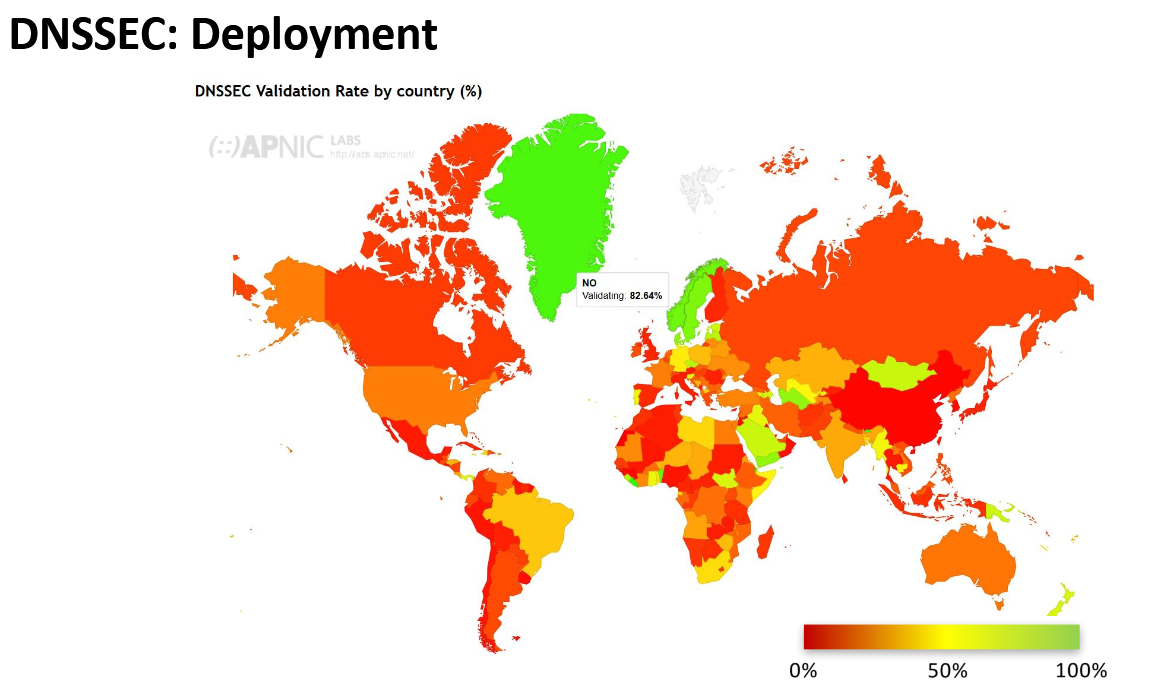 DNSSEC: Deployment
DNSSEC Validation Rate by country (%)
(::)APNIC LABS
http://labs.apnic.net/
NO
Validating: 82.64%
0% 50% 100%